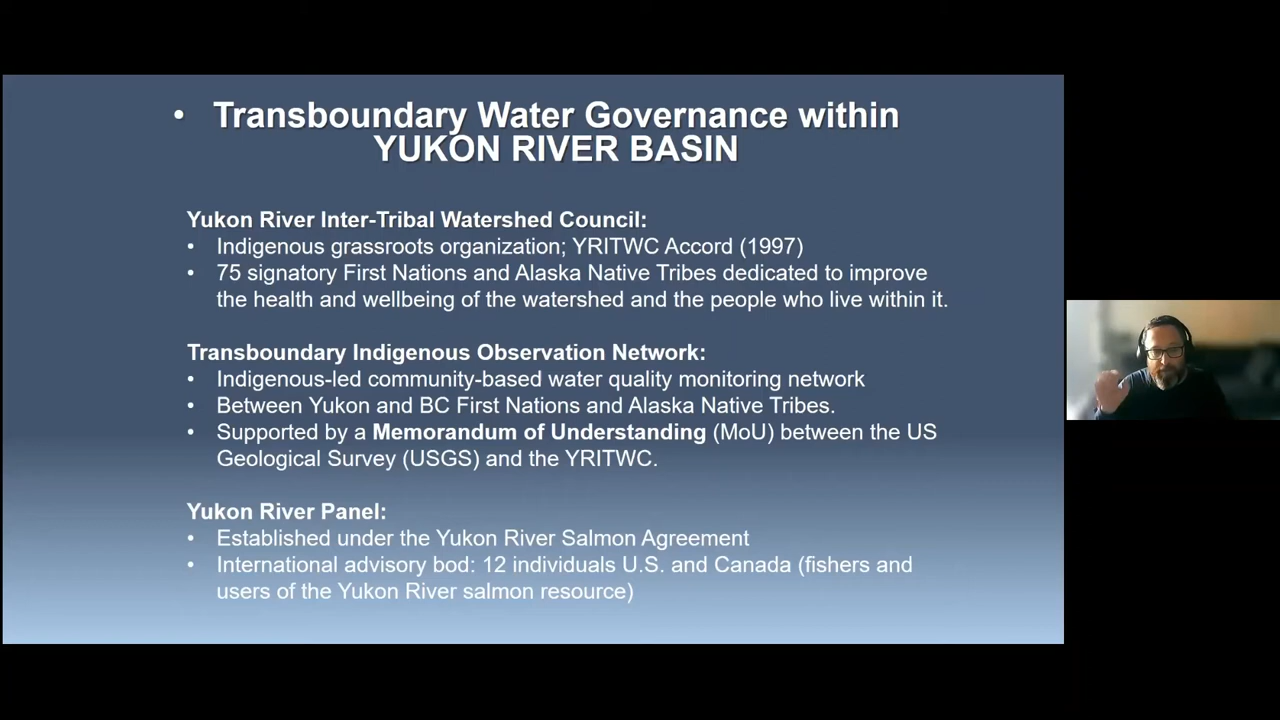 • Transboundary Water Governance within
YUKON RIVER BASIN
Yukon River Inter-Tribal Watershed Council:
• Indigenous grassroots organization; YRITWC Accord (1997)
• 75 signatory First Nations and Alaska Native Tribes dedicated to improve
the health and wellbeing of the watershed and the people who live within it.
Transboundary Indigenous Observation Network:
• Indigenous-led community-based water quality monitoring network
• Between Yukon and BC First Nations and Alaska Native Tribes.
• Supported by a Memorandum of Understanding (MoU) between the US
Geological Survey (USGS) and the YRITWC.
Yukon River Panel:
• Established under the Yukon River Salmon Agreement
• International advisory bod: 12 individuals U.S. and Canada (fishers and
users of the Yukon River salmon resource)